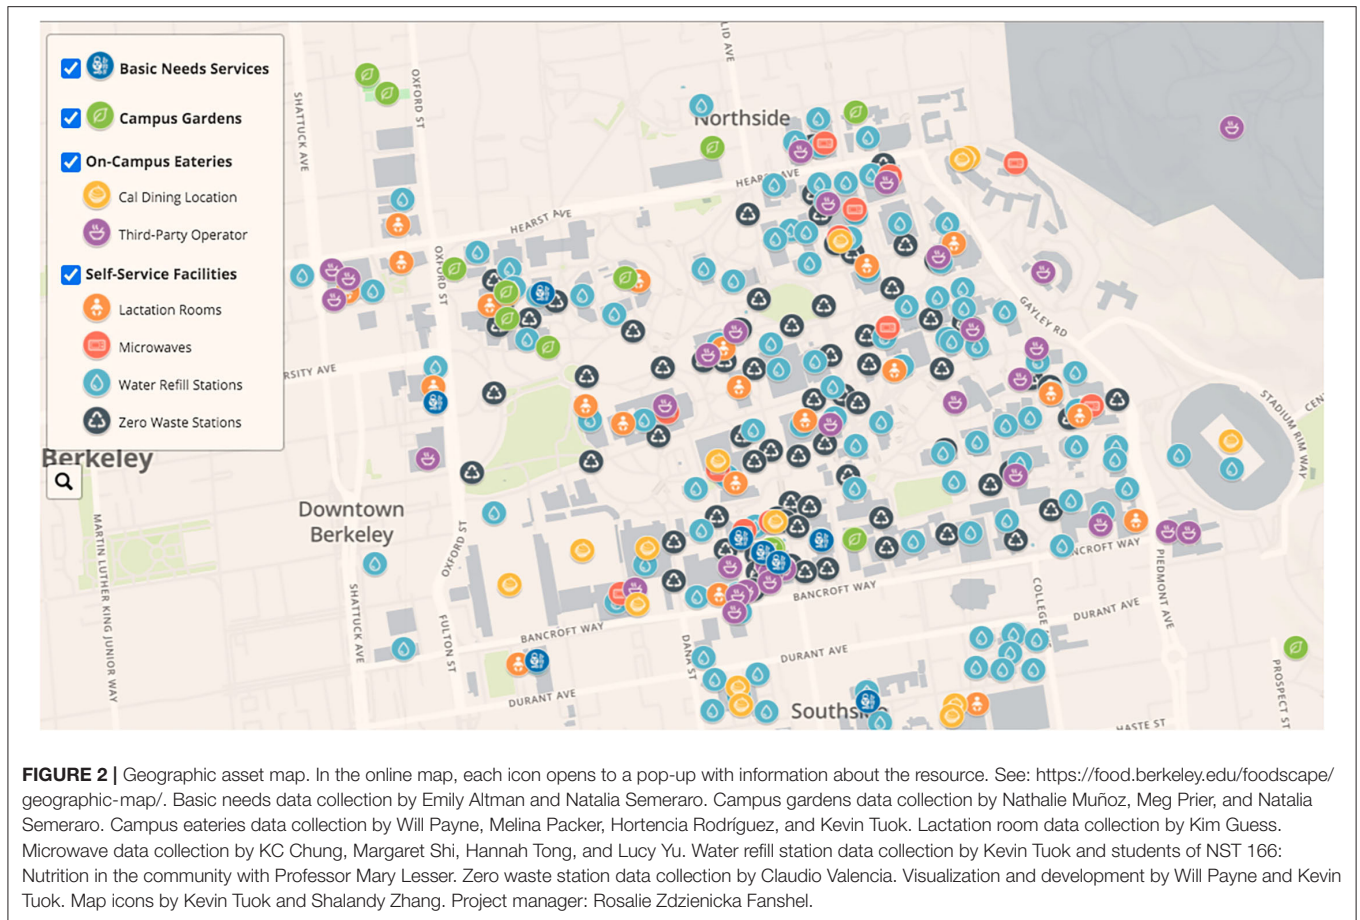 Basic Needs Services
Campus Gardens
On-Campus Eateries
Cal Dining Location
Third-Party Operator
Self-Service Facilities
Lactation Rooms
Microwaves
Water Refill Stations
Zero Waste Stations
SHATTUCK AVE
OXFORD ST
LID AVE
Northside
HEARST AVE
HEARS AVE
OXFORD ST
GAYLEY RD
RSITY AVE
STADIUM RIM WAY
CEN
Berkeley
Downtown
Berkeley
MARTIN LUTHER KING JUNIOR WAY
OXFORD ST
SHATTUCK AVE
FULTON ST
BANCROFT WAY
BANCROFT WAY
NCROFT WAY
PIEDMONT AVE
COLLEGE
DURANT AVE
DURANT AVE
DURANT AVE
DANA ST
Southside
HASTE ST
PROSPECT ST
FIGURE 2 | Geographic asset map. In the online map, each icon opens to a pop-up with information about the resource. See: https://food.berkeley.edu/foodscape/
geographic-map/. Basic needs data collection by Emily Altman and Natalia Semeraro. Campus gardens data collection by Nathalie Muñoz, Meg Prier, and Natalia
Semeraro. Campus eateries data collection by Will Payne, Melina Packer, Hortencia Rodríguez, and Kevin Tuok. Lactation room data collection by Kim Guess.
Microwave data collection by KC Chung, Margaret Shi, Hannah Tong, and Lucy Yu. Water refill station data collection by Kevin Tuok and students of NST 166:
Nutrition in the community with Professor Mary Lesser. Zero waste station data collection by Claudio Valencia. Visualization and development by Will Payne and Kevin
Tuok. Map icons by Kevin Tuok and Shalandy Zhang. Project manager: Rosalie Zdzienicka Fanshel.